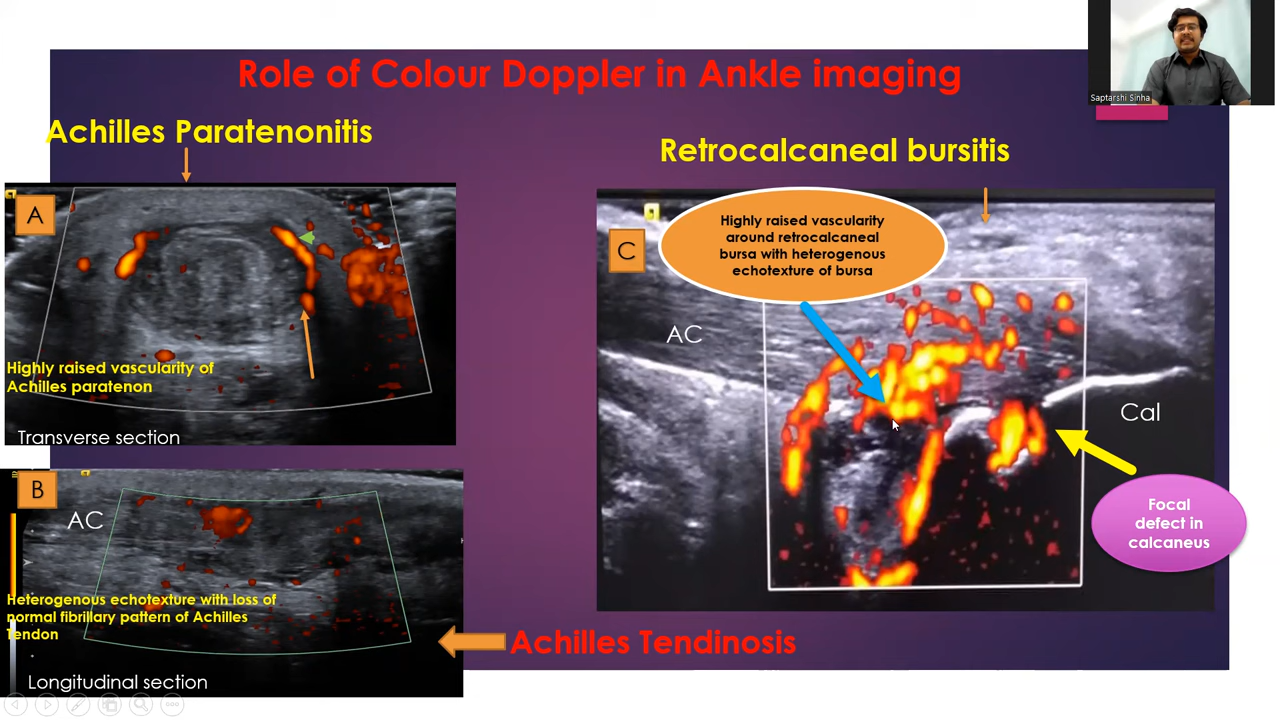 Role of Colour Doppler in Ankle imaging
Saptarshi Sinha
Achilles Paratenonitis
A
Highly raised vascularity of
Achilles paratenon
Transverse section
B
AC
Heterogenous echotexture with loss of
normal fibrillary pattern of Achilles
Tendon
Longitudinal section
Achilles Tendinosis
Retrocalcaneal bursitis
C
Highly raised vascularity
around retrocalcaneal
bursa with heterogenous
echotexture of bursa
AC
Cal
Focal
defect in
calcaneus